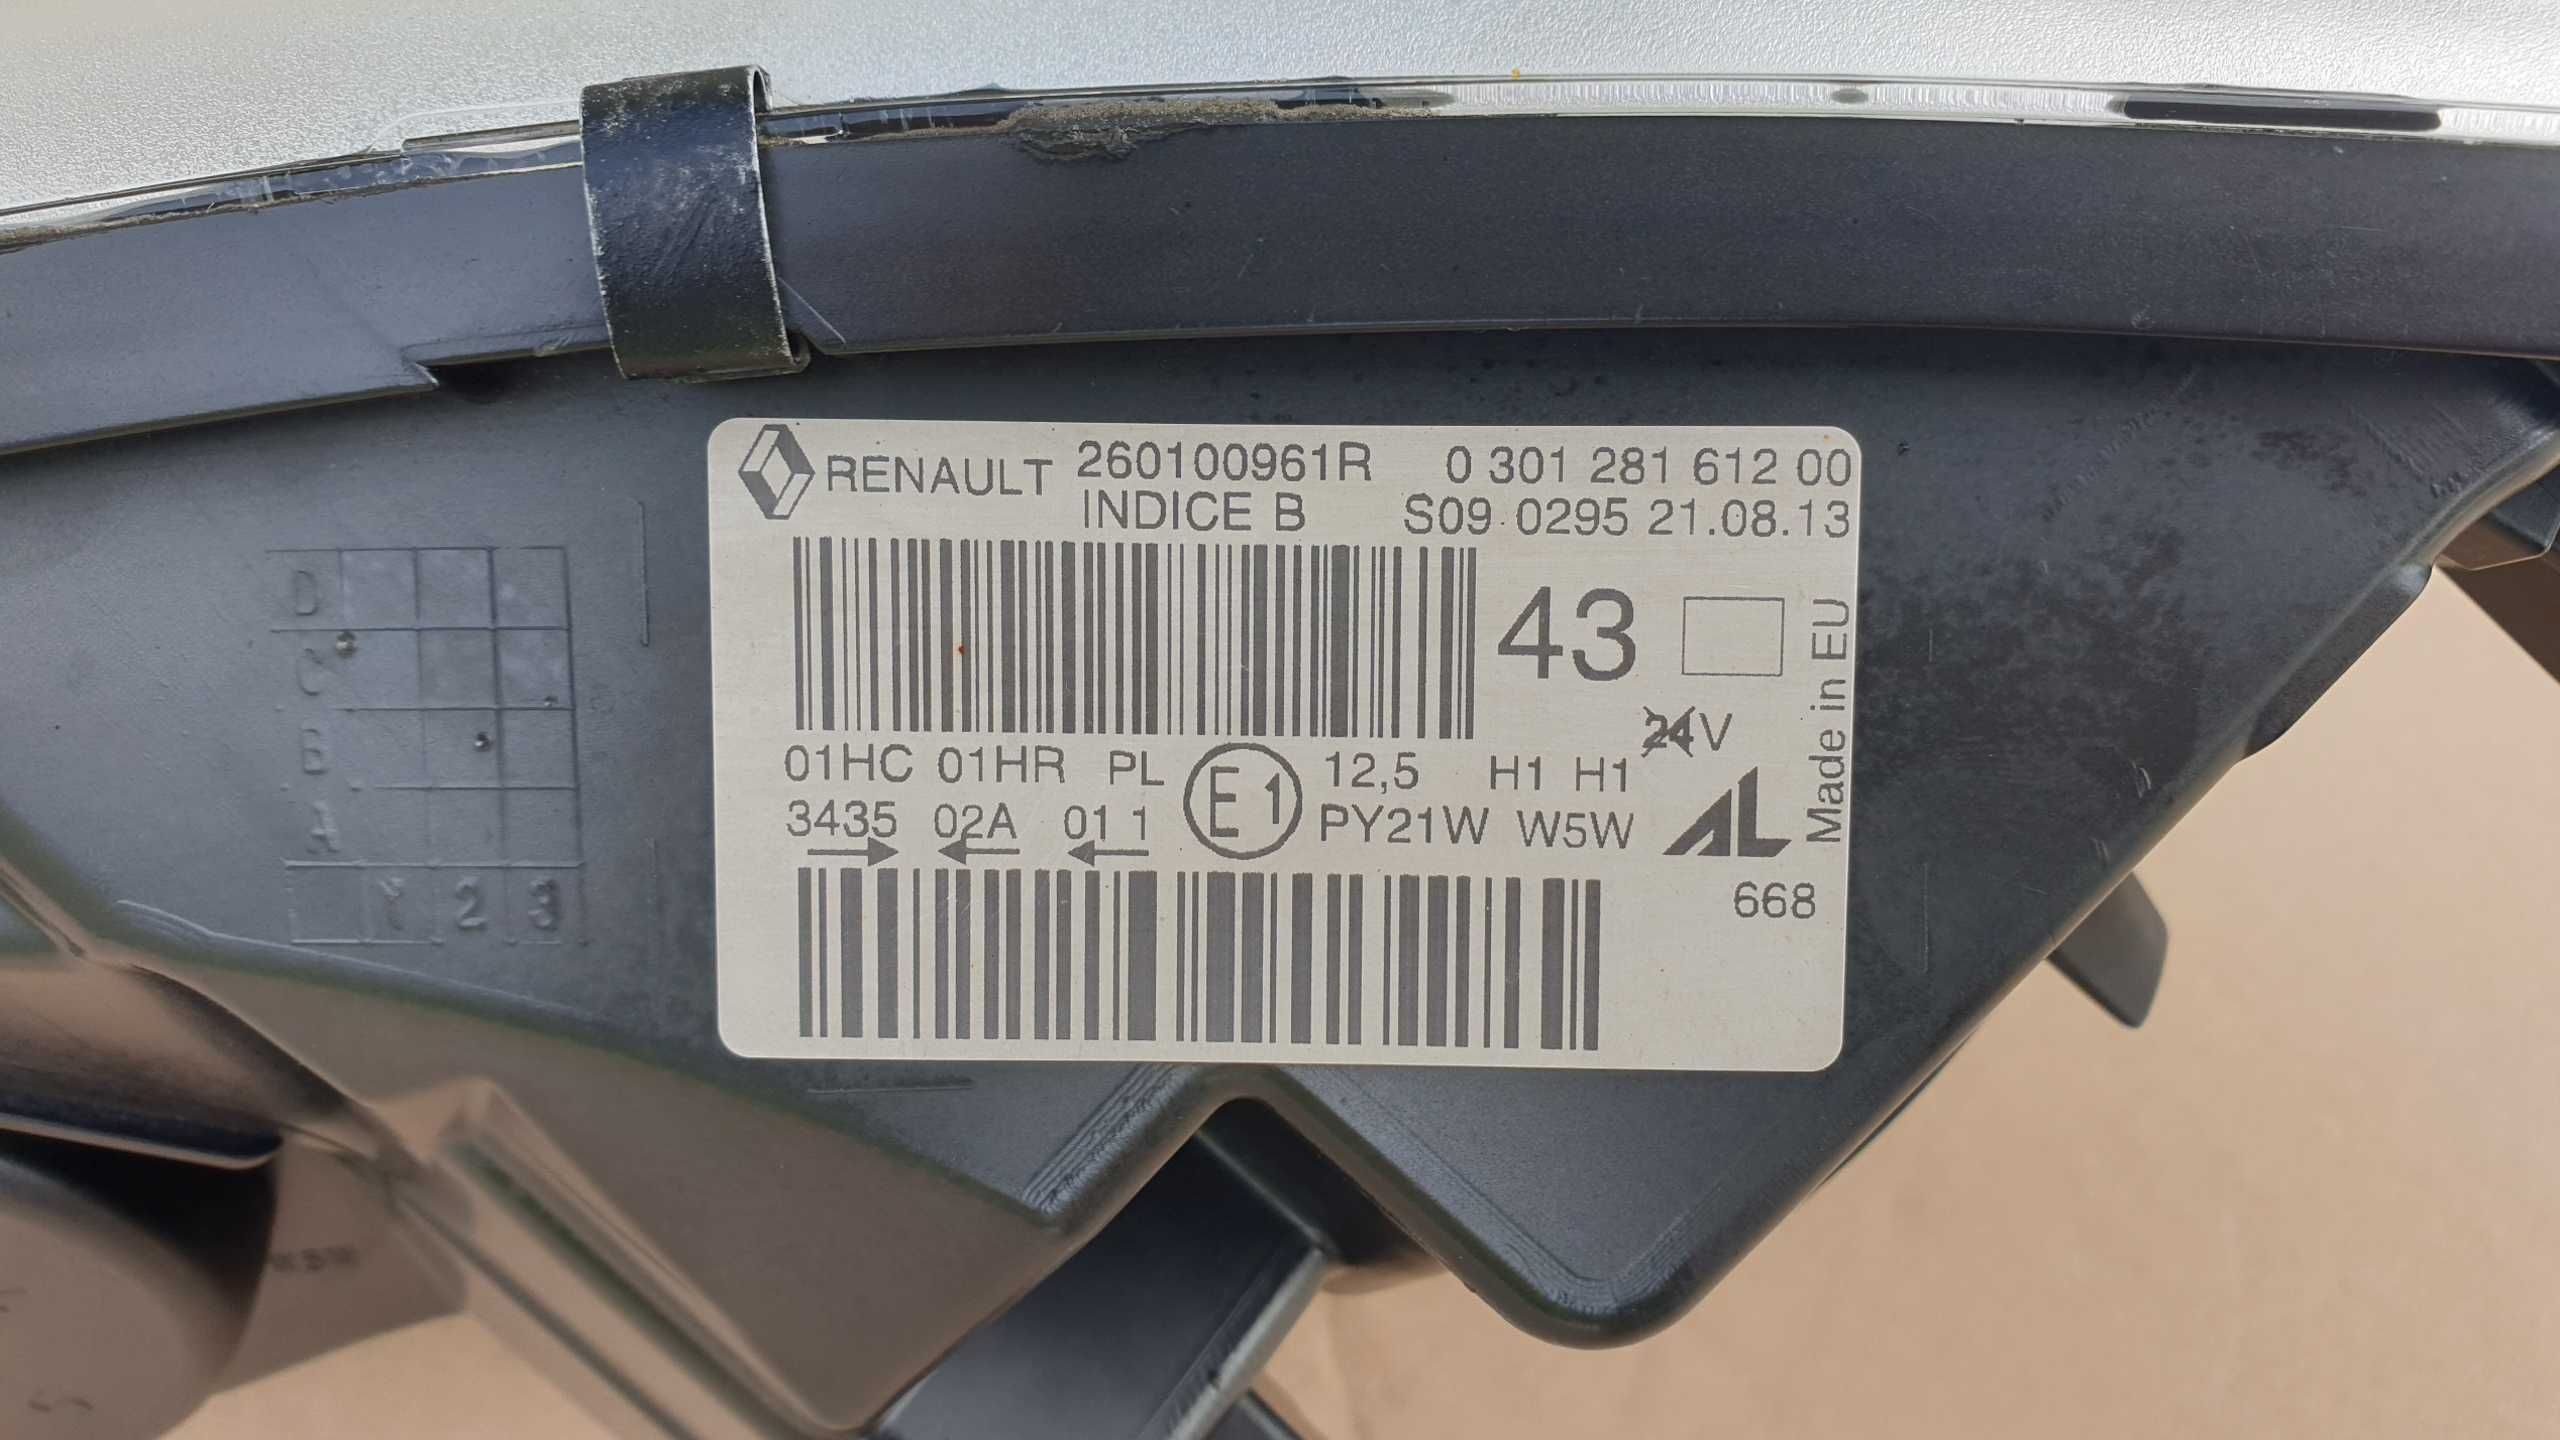 RENAULT 260100961R 0 301 281 612 00
INDICE B S09 0295 21.08.13
43
Made in EU
24V
01HC 01HR PL E1 12,5 H1 H1
3435 02A 01 1 PY21W W5W AL
668
D
C
B
A
1 2 3
W5W